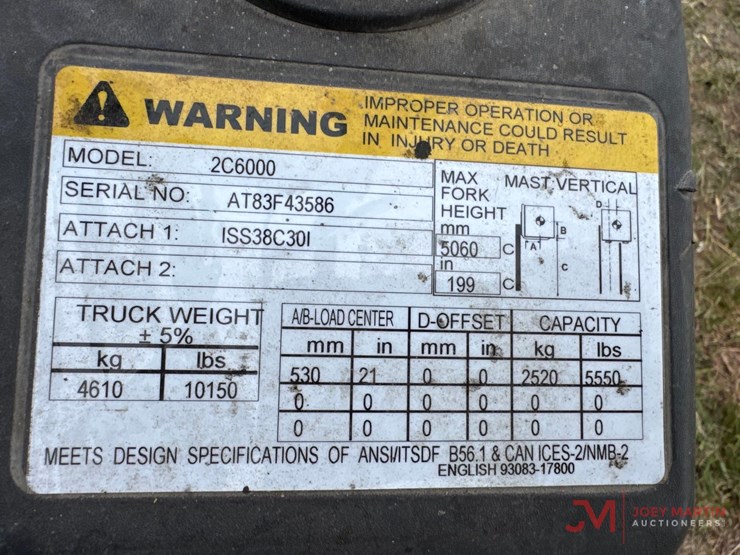 WARNING
IMPROPER OPERATION OR
MAINTENANCE COULD RESULT
IN INJURY OR DEATH
MODEL: 2C6000
SERIAL NO: AT83F43586
ATTACH 1: ISS38C30I
ATTACH 2:
MAX
FORK
HEIGHT
mm
5060 C
in
199 C
MAST:VERTICAL
D
A
B
C
TRUCK WEIGHT
± 5%
kg lbs
4610 10150
A/B-LOAD CENTER D-OFFSET CAPACITY
mm in mm in kg lbs
530 21 0 0 2520 5550
0 0 0 0 0 0
0 0 0 0 0 0
MEETS DESIGN SPECIFICATIONS OF ANSI/ITSDF B56.1 & CAN ICES-2/NMB-2
ENGLISH 93083-17800
JM JOEY MARTIN
AUCTIONEERS